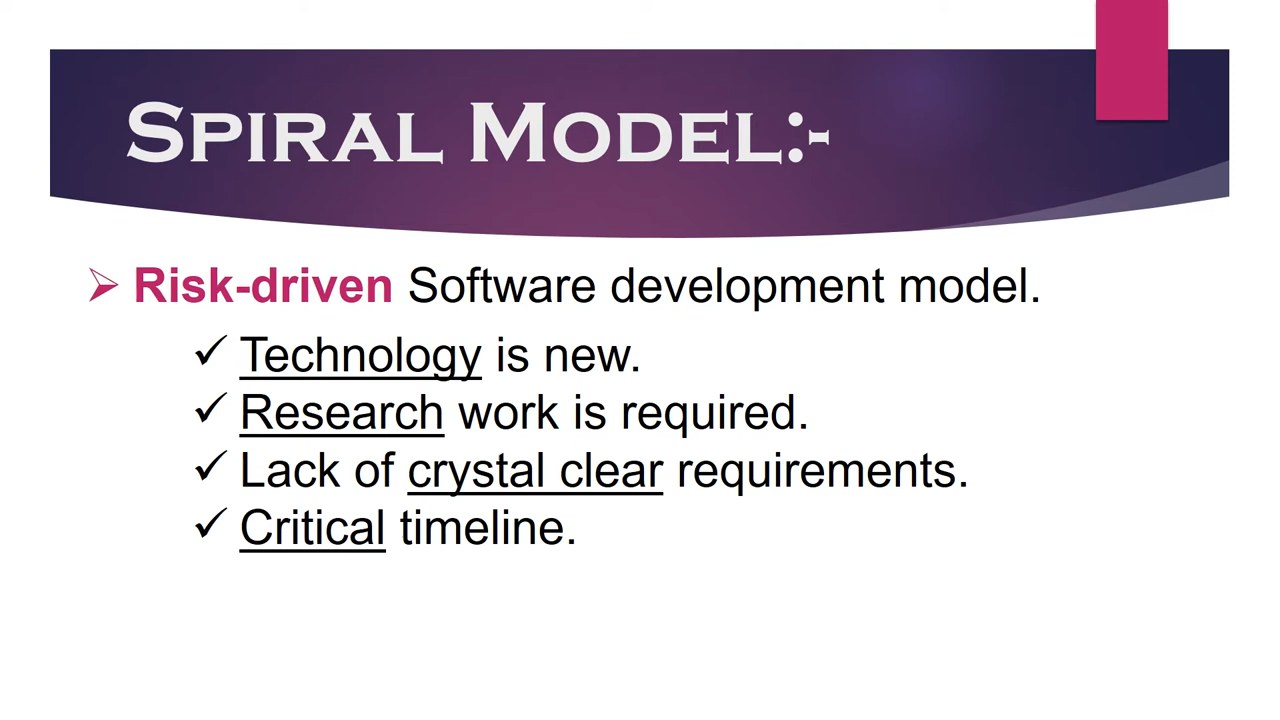 SPIRAL MODEL:-
➢ Risk-driven Software development model.
✓ Technology is new.
✓ Research work is required.
✓ Lack of crystal clear requirements.
✓ Critical timeline.